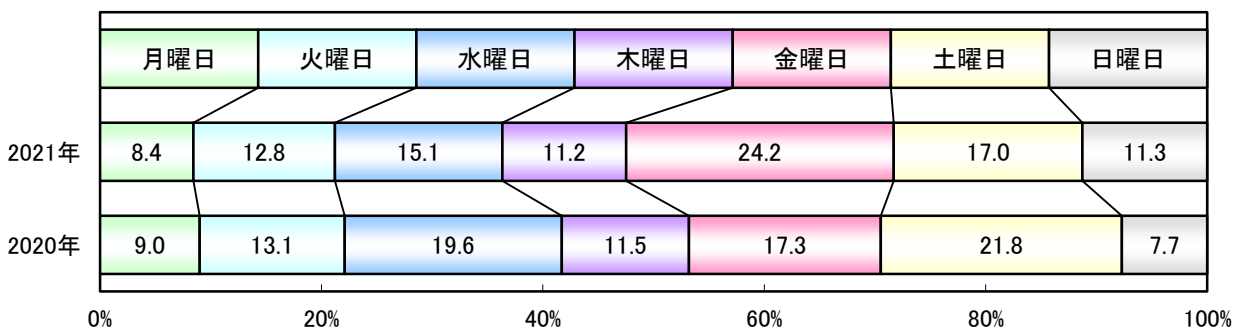 月曜日 火曜日 水曜日 木曜日 金曜日 土曜日 日曜日
2021年 8.4 12.8 15.1 11.2 24.2 17.0 11.3
2020年 9.0 13.1 19.6 11.5 17.3 21.8 7.7
0% 20% 40% 60% 80% 100%